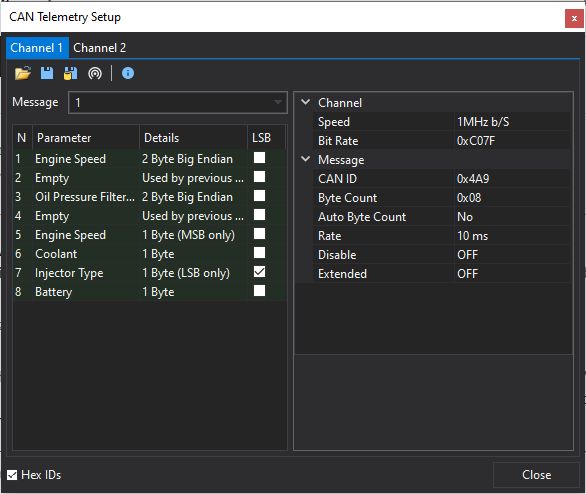 CAN Telemetry Setup
Channel 1 Channel 2
Message 1
N Parameter Details LSB
1 Engine Speed 2 Byte Big Endian
2 Empty Used by previous ...
3 Oil Pressure Filter... 2 Byte Big Endian
4 Empty Used by previous ...
5 Engine Speed 1 Byte (MSB only)
6 Coolant 1 Byte
7 Injector Type 1 Byte (LSB only)
8 Battery 1 Byte
Channel
Speed 1MHz b/S
Bit Rate 0xC07F
Message
CAN ID 0x4A9
Byte Count 0x08
Auto Byte Count No
Rate 10 ms
Disable OFF
Extended OFF
Hex IDs
Close